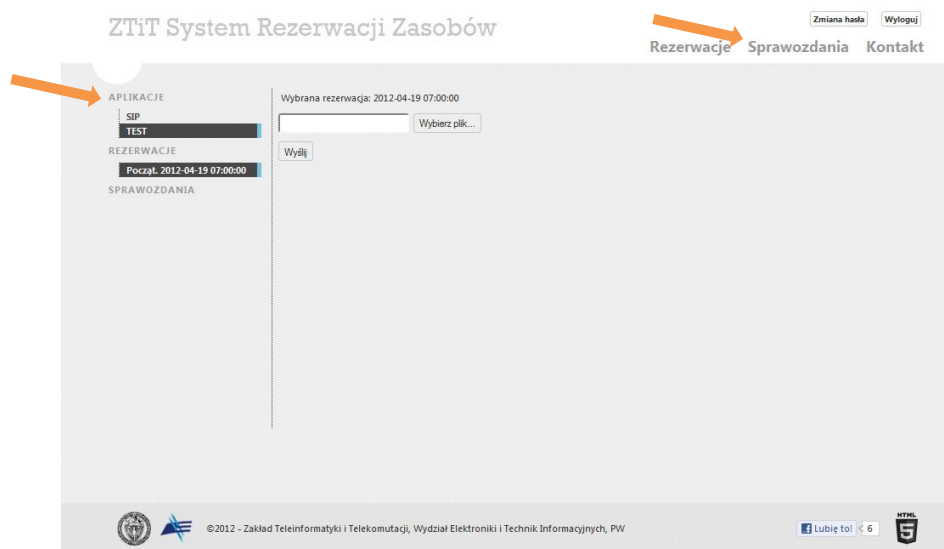 ZTiT System Rezerwacji Zasobów
Zmiana hasła
Wyloguj
Rezerwacje
Sprawozdania
Kontakt
APLIKACJE
SIP
TEST
REZERWACJE
Począt. 2012-04-19 07:00:00
SPRAWOZDANIA
Wybrana rezerwacja: 2012-04-19 07:00:00
Wybierz plik...
Wyślij
©2012 - Zakład Teleinformatyki i Telekomutacji, Wydział Elektroniki i Technik Informacyjnych, PW
Lubię to!
6
HTML
5